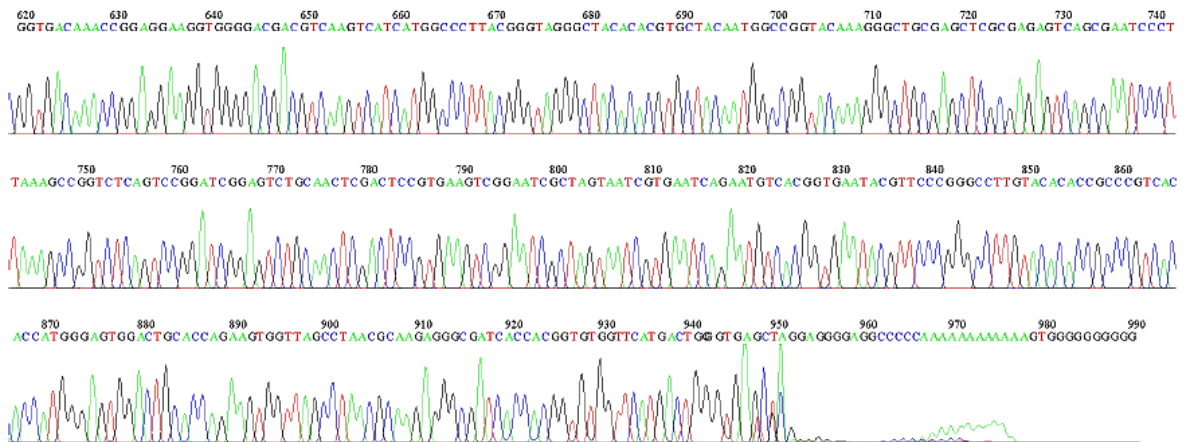 620 630 640 650 660 670 680 690 700 710 720 730 740
GGTGACAAACCGGAGGAAGGTGGGGACGACGTCAAGTCATCATGGCCCTTACGGGTAGGGCTACACACGTGCTACAATGGCCGGTACAAAGGGCTGCGAGCTCGCGAGAGTCAGCGAATCCCT
750 760 770 780 790 800 810 820 830 840 850 860
TAAAGCCGGTCTCAGTCCGGATCGGAGTCTGCAACTCGACTCCGTGAAGTCGGAATCGCTAGTAATCGTGAATCAGAATGTCACGGTGAATACGTTCCCGGGCCTTGTACACACCGCCCGTCAC
870 880 890 900 910 920 930 940 950 960 970 980 990
ACCATGGGAGTGGACTGCACCAGAAGTGGTTAGCCTAACGCAAGAGGGCGATCACCACGGTGTGGTTCATGACTGGGGTGAGCTAGGAGGGGAGGCCCCCAAAAAAAAAAAAGTGGGGGGGGGG